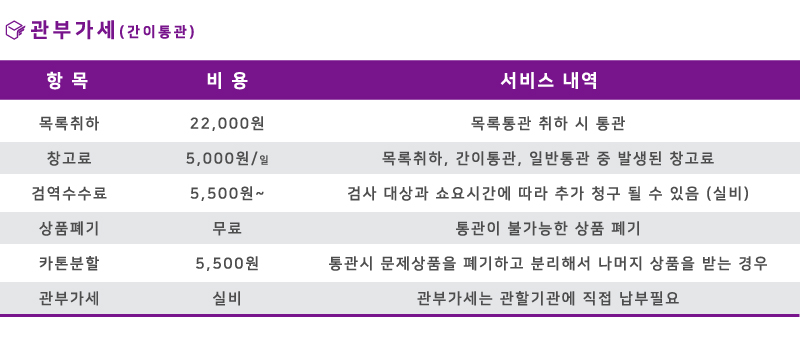 관부가세(간이통관)
항 목 비 용 서비스 내역
목록취하 22,000원 목록통관 취하 시 통관
창고료 5,000원/일 목록취하, 간이통관, 일반통관 중 발생된 창고료
검역수수료 5,500원~ 검사 대상과 쇼요시간에 따라 추가 청구 될 수 있음 (실비)
상품폐기 무료 통관이 불가능한 상품 폐기
카톤분할 5,500원 통관시 문제상품을 폐기하고 분리해서 나머지 상품을 받는 경우
관부가세 실비 관부가세는 관할기관에 직접 납부필요